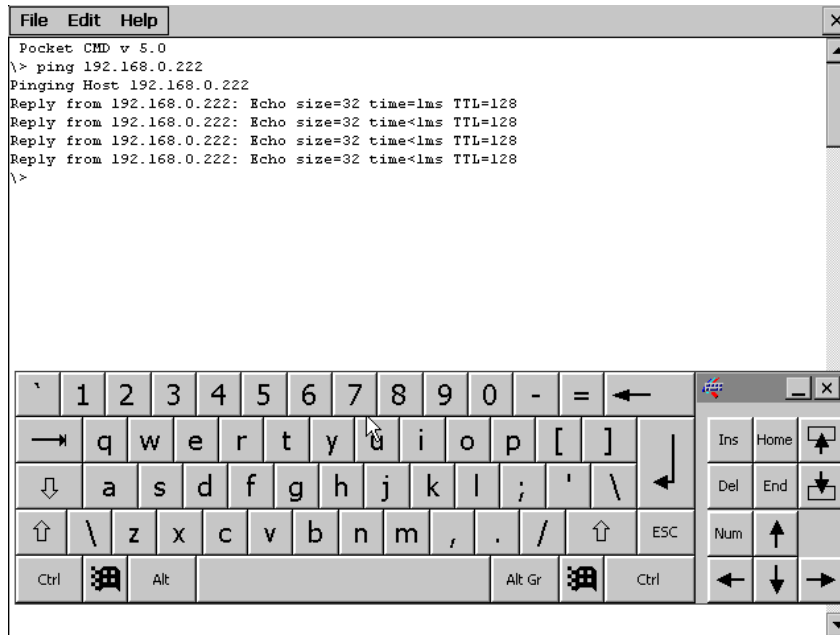 File Edit Help
Pocket CMD v 5.0
\> ping 192.168.0.222
Pinging Host 192.168.0.222
Reply from 192.168.0.222: Echo size=32 time=1ms TTL=128
Reply from 192.168.0.222: Echo size=32 time<1ms TTL=128
Reply from 192.168.0.222: Echo size=32 time<1ms TTL=128
Reply from 192.168.0.222: Echo size=32 time<1ms TTL=128
\>
` 1 2 3 4 5 6 7 8 9 0 - =
q w e r t y u i o p [ ] Ins Home
a s d f g h j k l ; ' \ Del End
\ z x c v b n m , . / ESC Num
Ctrl Alt Alt Gr Ctrl